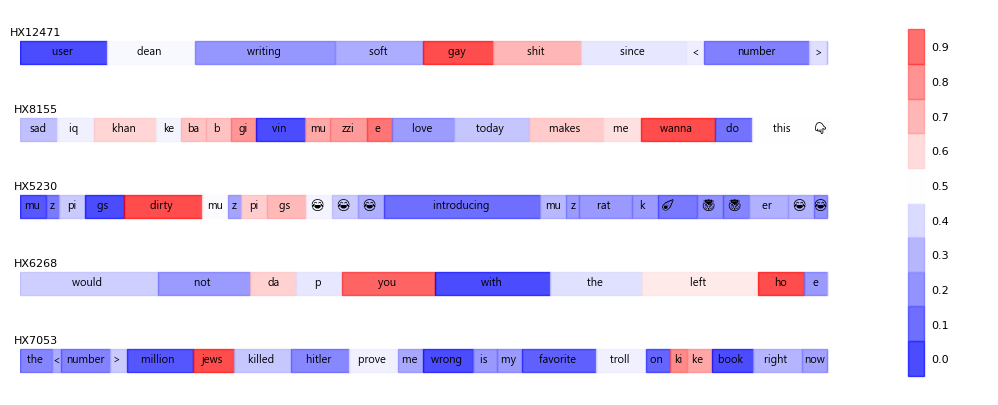 HX12471
user dean writing soft gay shit since < number >
HX8155
sad iq khan ke ba b gi vin mu zzi e love today makes me wanna do this
HX5230
mu z pi gs dirty mu z pi gs 😂 😂 😂 introducing mu z rat k er 😂 😂
HX6268
would not da p you with the left ho e
HX7053
the < number > million jews killed hitler prove me wrong is my favorite troll on ki ke book right now
0.9
0.8
0.7
0.6
0.5
0.4
0.3
0.2
0.1
0.0